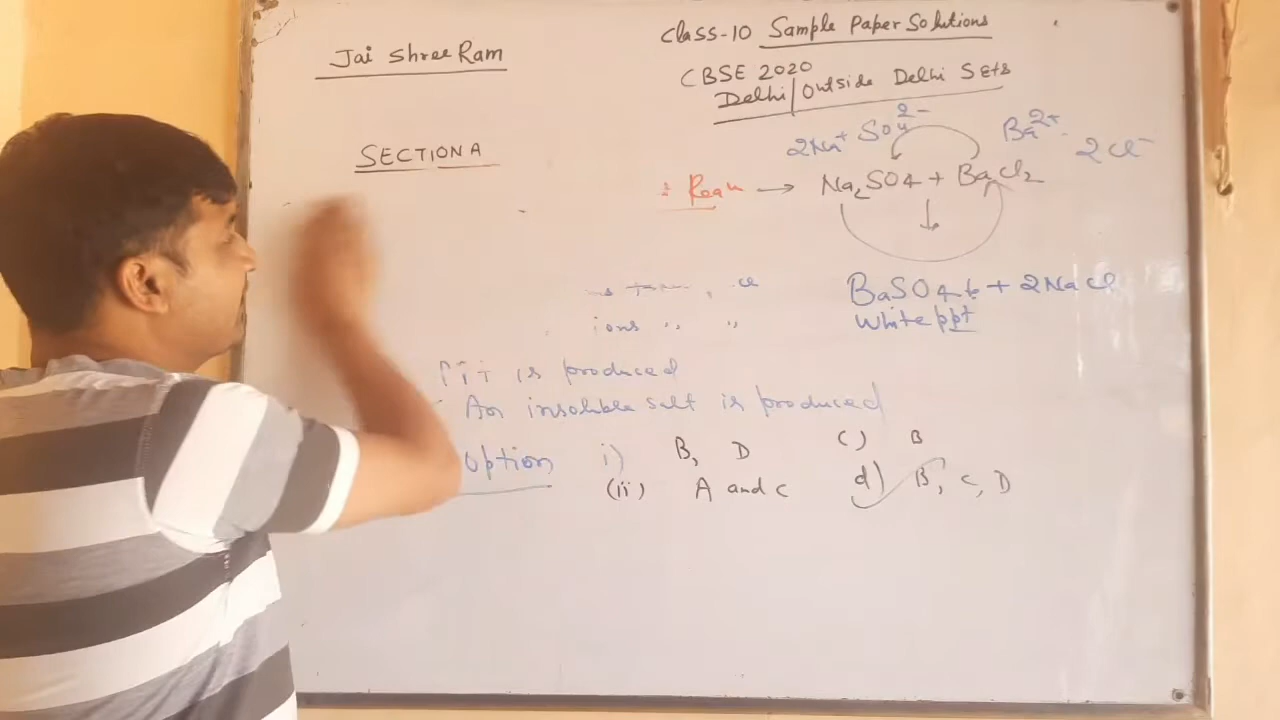 Jai Shree Ram
Class-10 Sample Paper Solutions
CBSE 2020
Delhi/Outside Delhi Sets
SECTION A
2Na+ SO4 2- Ba2+ 2Cl-
→ Na2SO4 + BaCl2
↓
BaSO4↓ + 2NaCl
White ppt
ions " "
is produced
An insoluble salt is produced
Option i) B, D c) B
(ii) A and c d) B, C, D